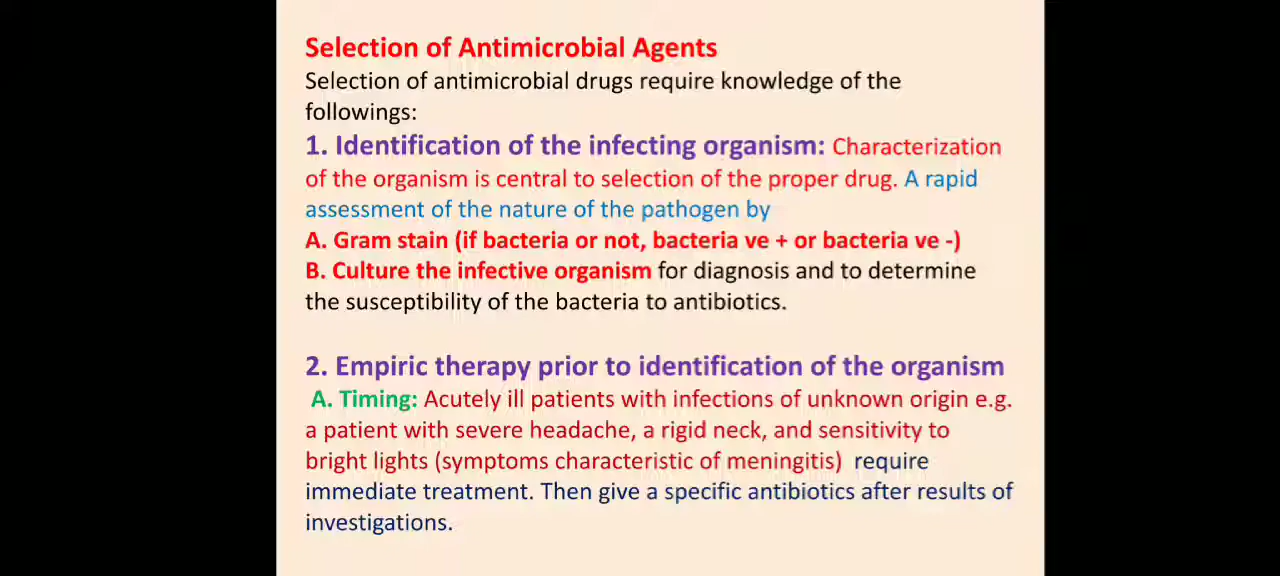 Selection of Antimicrobial Agents
Selection of antimicrobial drugs require knowledge of the
followings:
1. Identification of the infecting organism: Characterization
of the organism is central to selection of the proper drug. A rapid
assessment of the nature of the pathogen by
A. Gram stain (if bacteria or not, bacteria ve + or bacteria ve -)
B. Culture the infective organism for diagnosis and to determine
the susceptibility of the bacteria to antibiotics.
2. Empiric therapy prior to identification of the organism
A. Timing: Acutely ill patients with infections of unknown origin e.g.
a patient with severe headache, a rigid neck, and sensitivity to
bright lights (symptoms characteristic of meningitis) require
immediate treatment. Then give a specific antibiotics after results of
investigations.